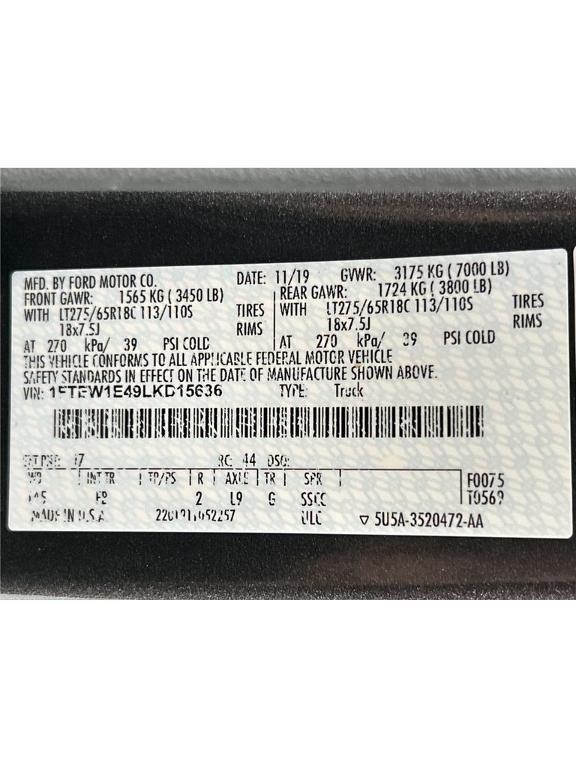 MFD. BY FORD MOTOR CO. DATE: 11/19 GVWR: 3175 KG (7000 LB)
FRONT GAWR: 1565 KG (3450 LB) REAR GAWR: 1724 KG (3800 LB)
WITH LT275/65R18C 113/110S TIRES WITH LT275/65R18C 113/110S TIRES
18x7.5J RIMS 18x7.5J RIMS
AT 270 kPa/ 39 PSI COLD AT 270 kPa/ 39 PSI COLD
THIS VEHICLE CONFORMS TO ALL APPLICABLE FEDERAL MOTOR VEHICLE
SAFETY STANDARDS IN EFFECT ON THE DATE OF MANUFACTURE SHOWN ABOVE.
VIN: 1FTEW1E49LKD15636 TYPE: Truck
RC: 44 DSO:
WB INT TR TP/PS R AXLE TR SPR F0075
2 L9 G SSCC
MADE IN U.S.A ULC ▽ 5U5A-3520472-AA